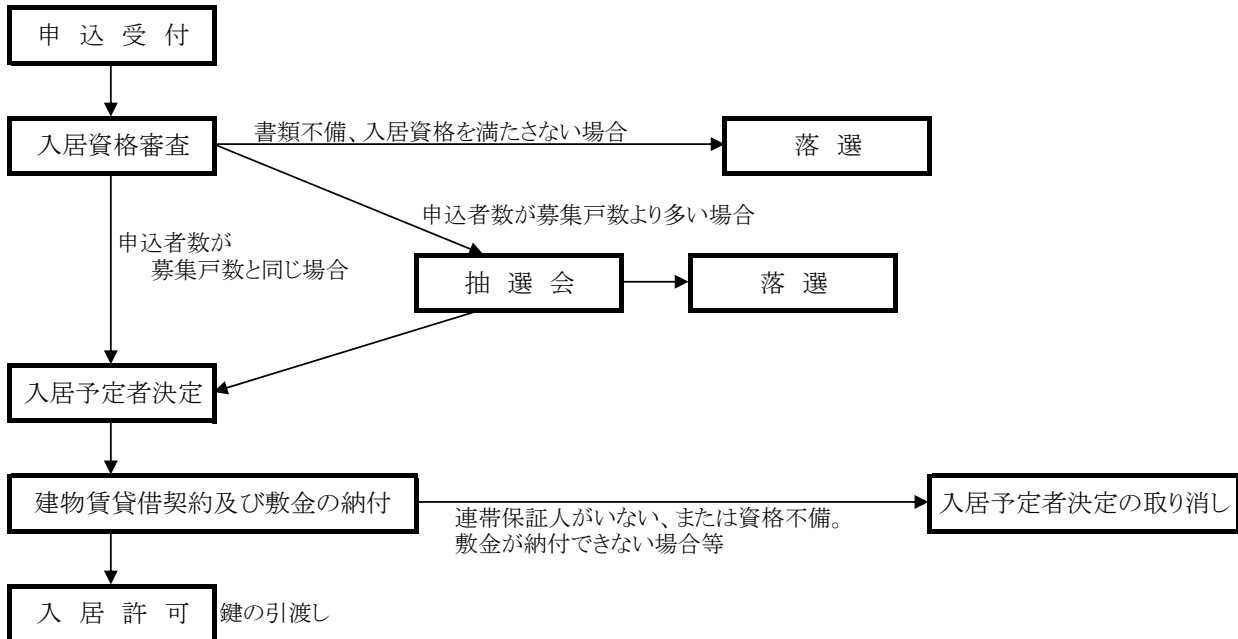 申 込 受 付
入居資格審査
書類不備、入居資格を満たさない場合
落 選
申込者数が募集戸数より多い場合
申込者数が
募集戸数と同じ場合
抽 選 会
落 選
入居予定者決定
建物賃貸借契約及び敷金の納付
連帯保証人がいない、または資格不備。
敷金が納付できない場合等
入居予定者決定の取り消し
入 居 許 可
鍵の引渡し